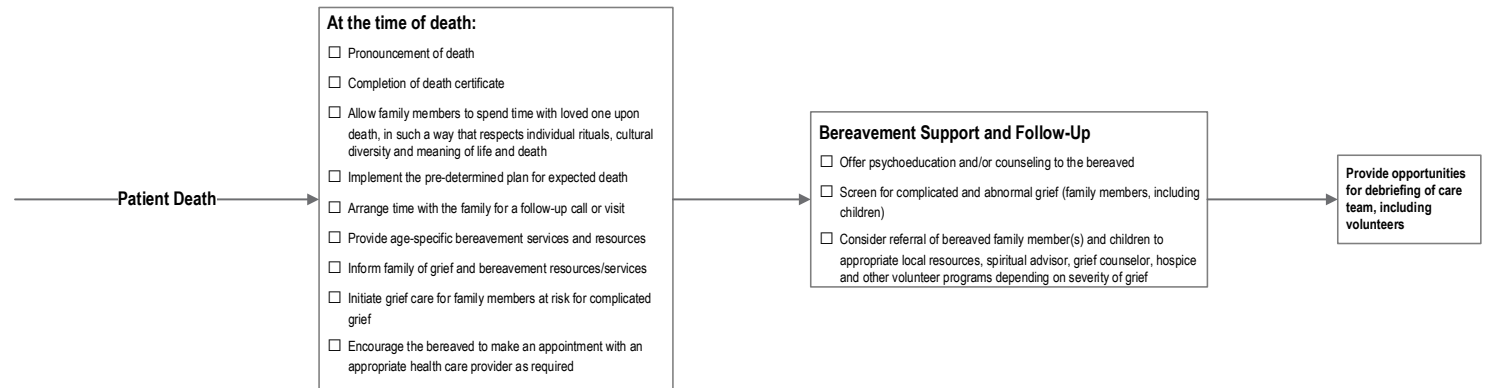 Patient Death
At the time of death:
☐ Pronouncement of death
☐ Completion of death certificate
☐ Allow family members to spend time with loved one upon
death, in such a way that respects individual rituals, cultural
diversity and meaning of life and death
☐ Implement the pre-determined plan for expected death
☐ Arrange time with the family for a follow-up call or visit
☐ Provide age-specific bereavement services and resources
☐ Inform family of grief and bereavement resources/services
☐ Initiate grief care for family members at risk for complicated
grief
☐ Encourage the bereaved to make an appointment with an
appropriate health care provider as required
Bereavement Support and Follow-Up
☐ Offer psychoeducation and/or counseling to the bereaved
☐ Screen for complicated and abnormal grief (family members, including
children)
☐ Consider referral of bereaved family member(s) and children to
appropriate local resources, spiritual advisor, grief counselor, hospice
and other volunteer programs depending on severity of grief
Provide opportunities
for debriefing of care
team, including
volunteers